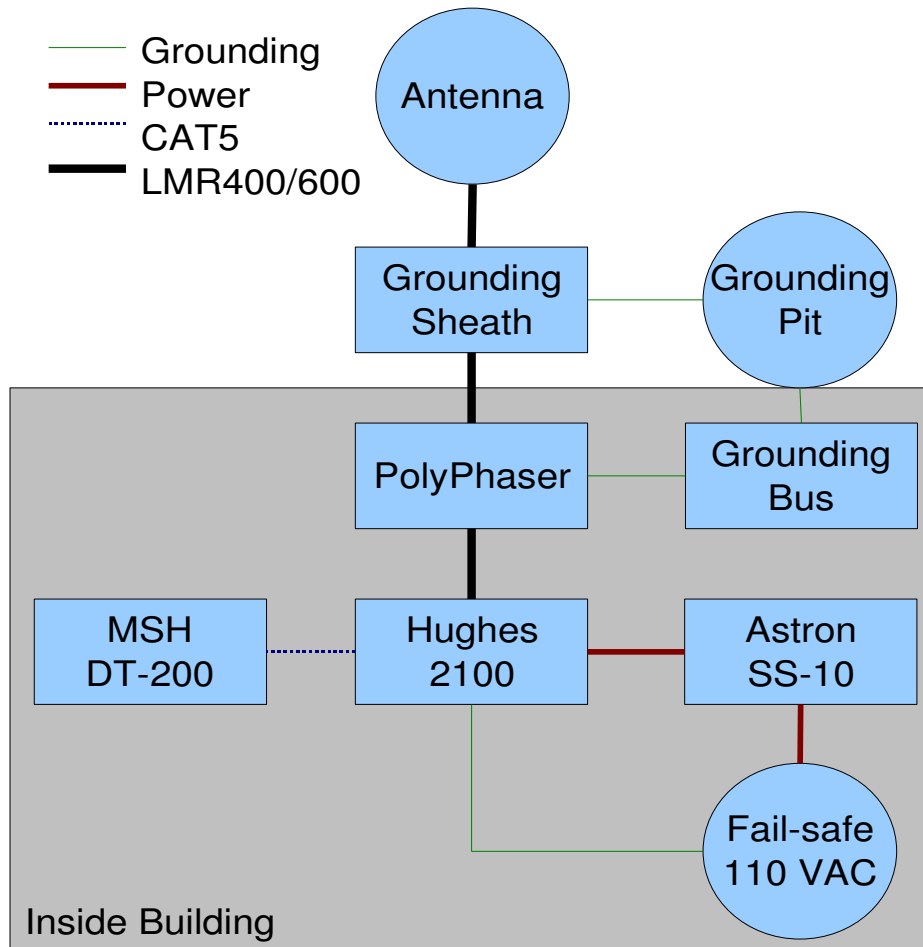 Grounding
Power
CAT5
LMR400/600
Antenna
Grounding
Sheath
Grounding
Pit
PolyPhaser
Grounding
Bus
MSH
DT-200
Hughes
2100
Astron
SS-10
Fail-safe
110 VAC
Inside Building